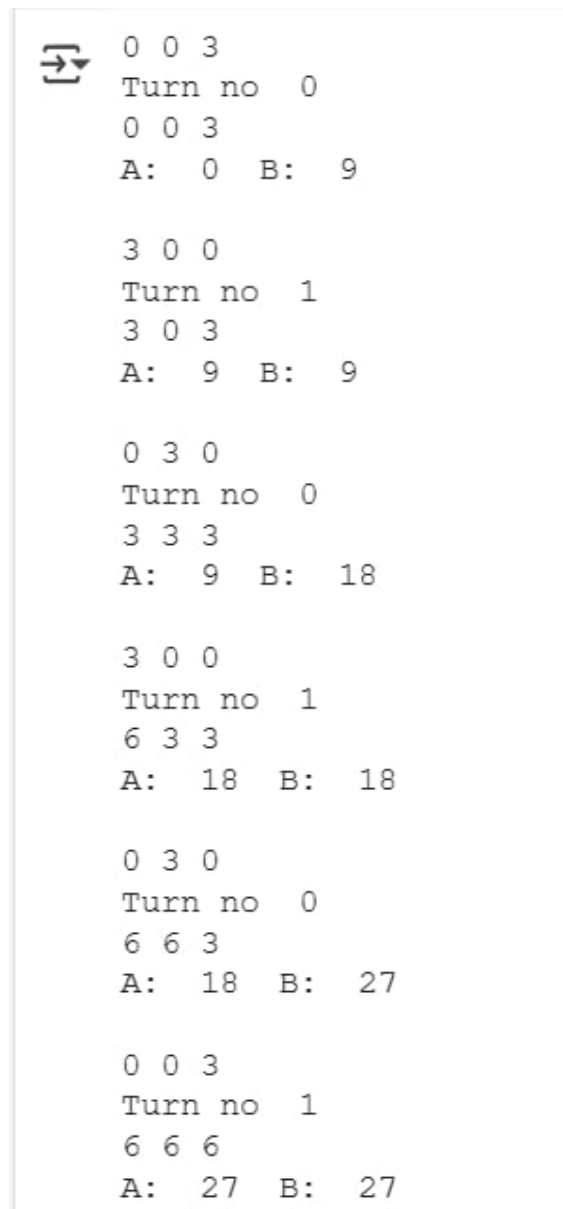 0 0 3
Turn no  0
0 0 3
A:  0  B:  9
3 0 0
Turn no  1
3 0 3
A:  9  B:  9
0 3 0
Turn no  0
3 3 3
A:  9  B:  18
3 0 0
Turn no  1
6 3 3
A:  18  B:  18
0 3 0
Turn no  0
6 6 3
A:  18  B:  27
0 0 3
Turn no  1
6 6 6
A:  27  B:  27